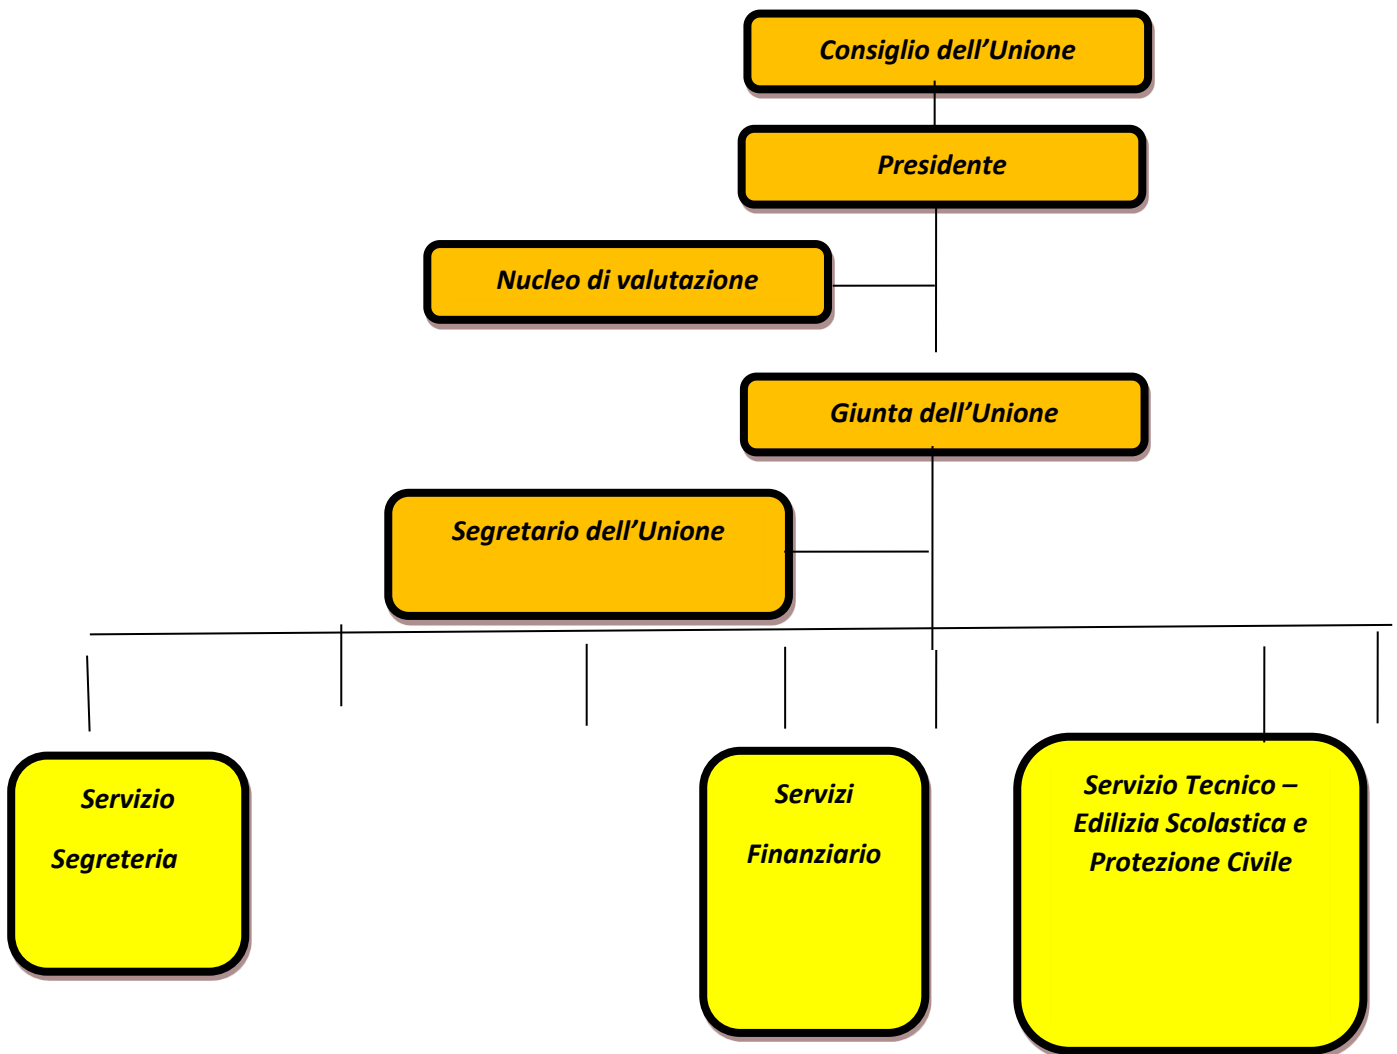 Consiglio dell’Unione
Presidente
Nucleo di valutazione
Giunta dell’Unione
Segretario dell’Unione
Servizio
Segreteria
Servizi
Finanziario
Servizio Tecnico –
Edilizia Scolastica e
Protezione Civile